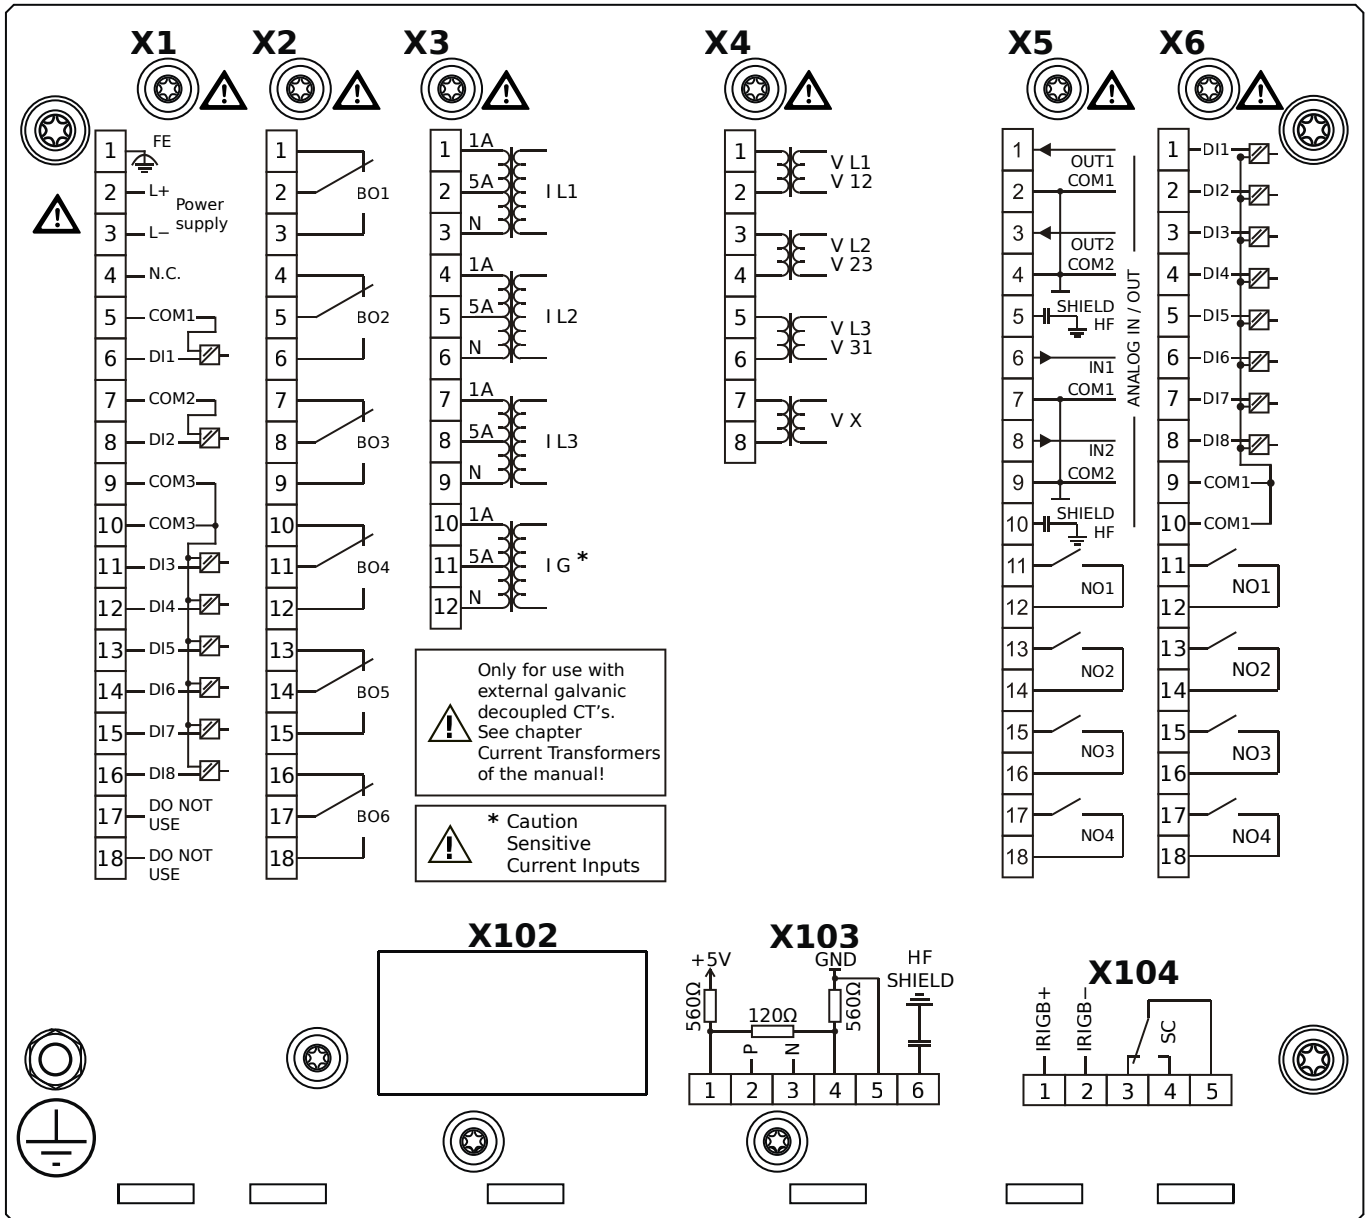 X1
1
FE
2
L+
Power
supply
3
L−
4
N.C.
5
COM1
6
DI1
7
COM2
8
DI2
9
COM3
10
COM3
11
DI3
12
DI4
13
DI5
14
DI6
15
DI7
16
DI8
17
DO NOT
USE
18
DO NOT
USE
X2
1
2
BO1
3
4
5
BO2
6
7
8
BO3
9
10
11
BO4
12
13
14
BO5
15
16
17
BO6
18
X3
1
1A
2
5A
I L1
3
N
4
1A
5
5A
I L2
6
N
7
1A
8
5A
I L3
9
N
10
1A
11
5A
I G *
12
N
Only for use with
external galvanic
decoupled CT's.
See chapter
Current Transformers
of the manual!
* Caution
Sensitive
Current Inputs
X4
1
V L1
2
V 12
3
V L2
4
V 23
5
V L3
6
V 31
7
V X
8
X5
1
OUT1
2
COM1
3
OUT2
4
COM2
5
SHIELD
HF
6
IN1
7
COM1
8
IN2
9
COM2
10
SHIELD
HF
ANALOG IN / OUT
11
NO1
12
13
NO2
14
15
NO3
16
17
NO4
18
X6
1
DI1
2
DI2
3
DI3
4
DI4
5
DI5
6
DI6
7
DI7
8
DI8
9
COM1
10
COM1
11
NO1
12
13
NO2
14
15
NO3
16
17
NO4
18
X102
X103
+5V
GND
HF
SHIELD
560Ω
120Ω
560Ω
P
N
1 2 3 4 5 6
X104
IRIGB+
IRIGB−
SC
1 2 3 4 5